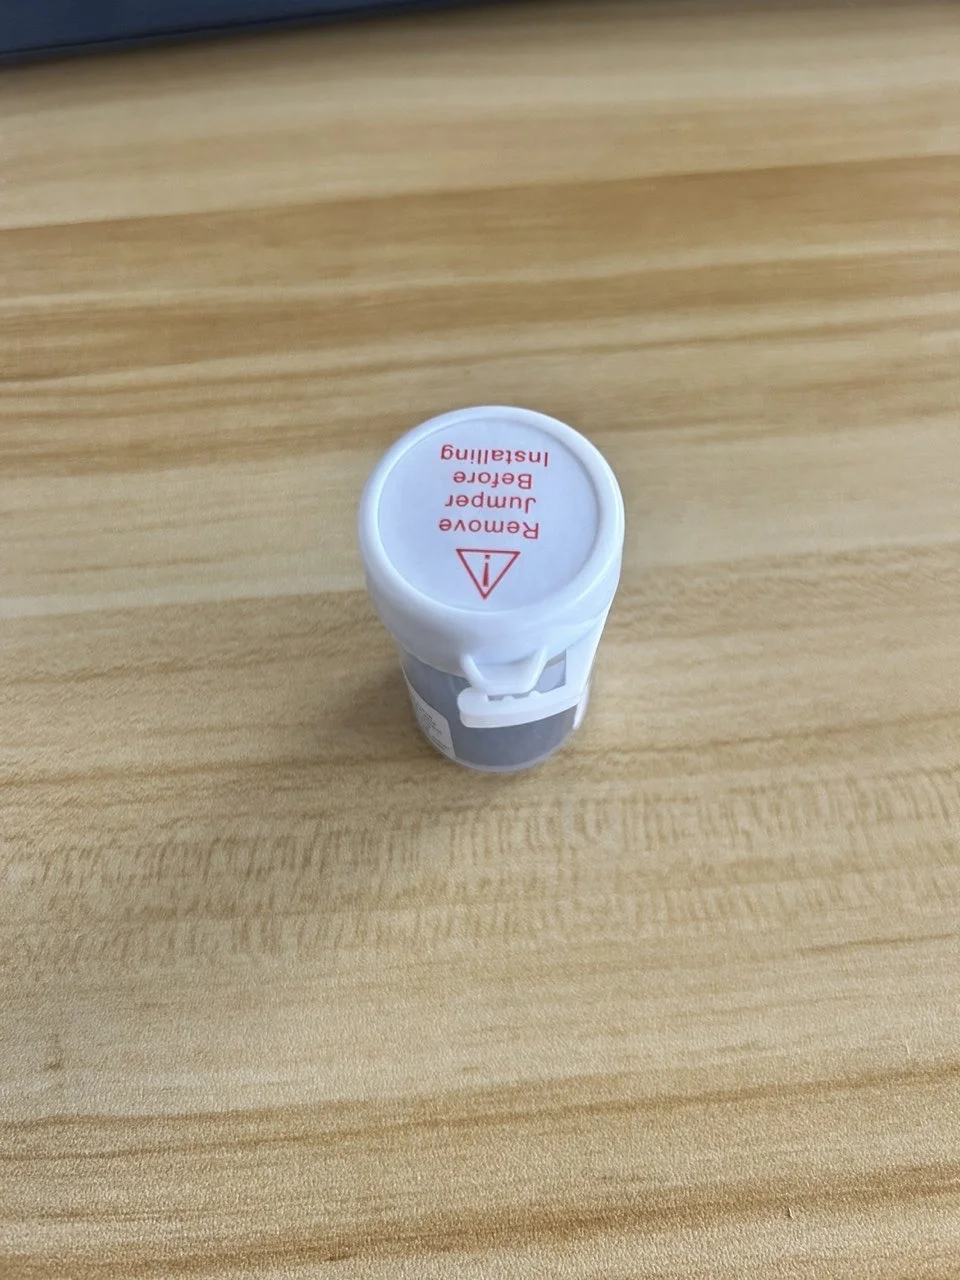 Remove
Jumper
Before
Installing